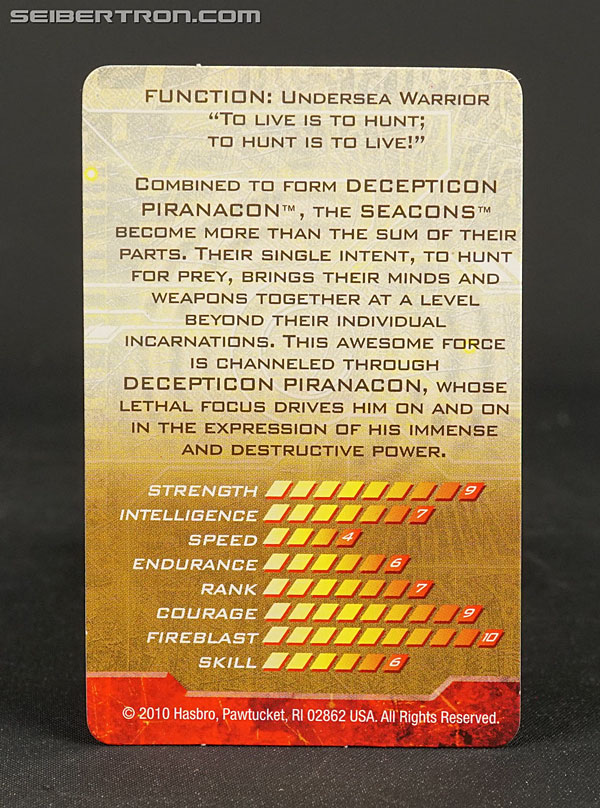 SEIBERTRON.COM
FUNCTION: UNDERSEA WARRIOR
“TO LIVE IS TO HUNT;
TO HUNT IS TO LIVE!”
COMBINED TO FORM DECEPTICON
PIRANACON™, THE SEACONS™
BECOME MORE THAN THE SUM OF THEIR
PARTS. THEIR SINGLE INTENT, TO HUNT
FOR PREY, BRINGS THEIR MINDS AND
WEAPONS TOGETHER AT A LEVEL
BEYOND THEIR INDIVIDUAL
INCARNATIONS. THIS AWESOME FORCE
IS CHANNELED THROUGH
DECEPTICON PIRANACON, WHOSE
LETHAL FOCUS DRIVES HIM ON AND ON
IN THE EXPRESSION OF HIS IMMENSE
AND DESTRUCTIVE POWER.
STRENGTH 9
INTELLIGENCE 7
SPEED 4
ENDURANCE 6
RANK 7
COURAGE 9
FIREBLAST 10
SKILL 6
© 2010 Hasbro, Pawtucket, RI 02862 USA. All Rights Reserved.